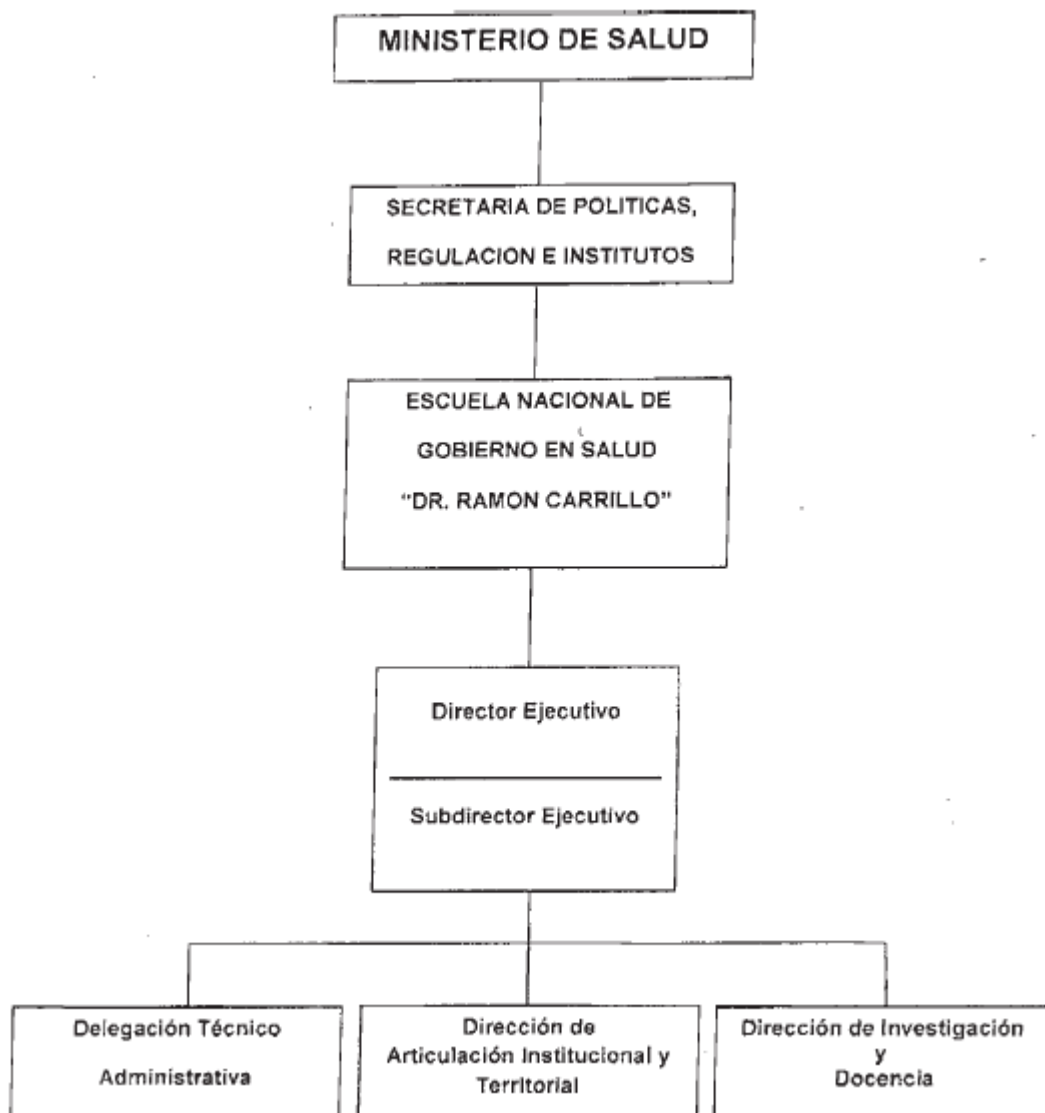 MINISTERIO DE SALUD
SECRETARIA DE POLITICAS,
REGULACION E INSTITUTOS
ESCUELA NACIONAL DE
GOBIERNO EN SALUD
"DR. RAMON CARRILLO"
Director Ejecutivo
Subdirector Ejecutivo
Delegación Técnico
Administrativa
Dirección de
Articulación Institucional y
Territorial
Dirección de Investigación
y
Docencia